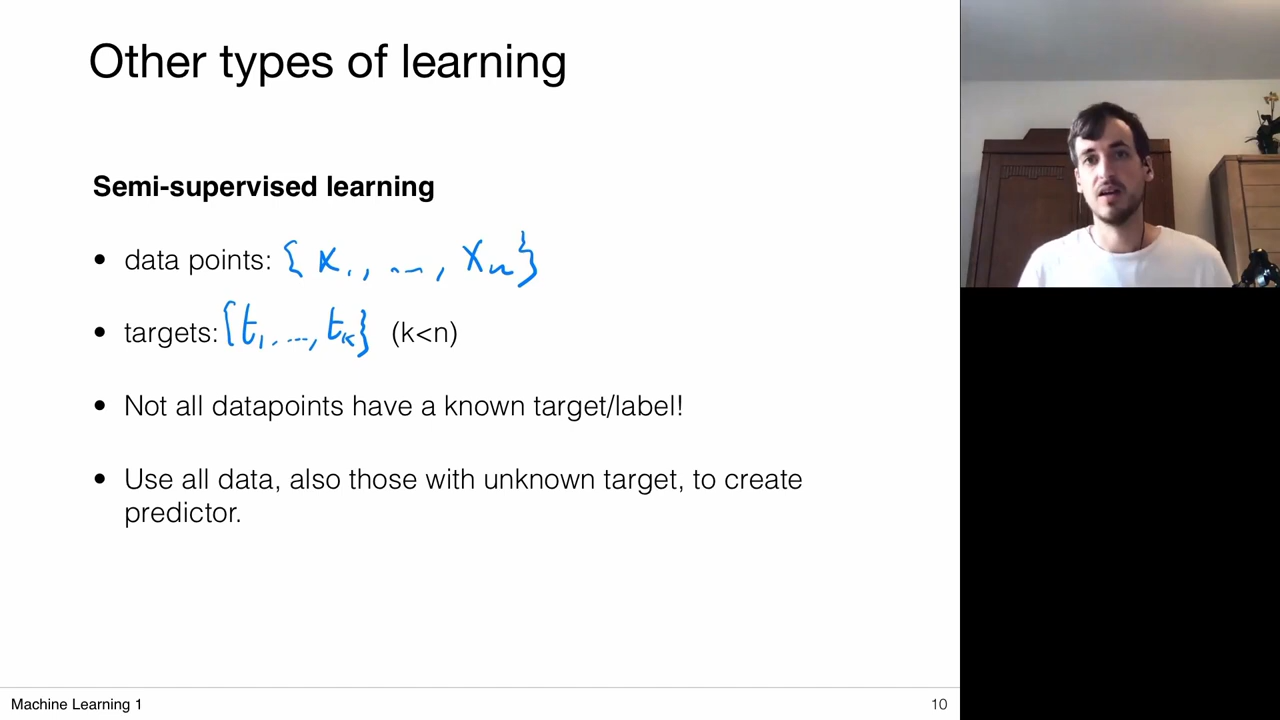 Other types of learning
Semi-supervised learning
• data points: {x₁, ..., xₙ}
• targets: {t₁, ..., tₖ} (k<n)
• Not all datapoints have a known target/label!
• Use all data, also those with unknown target, to create
predictor.
Machine Learning 1
10